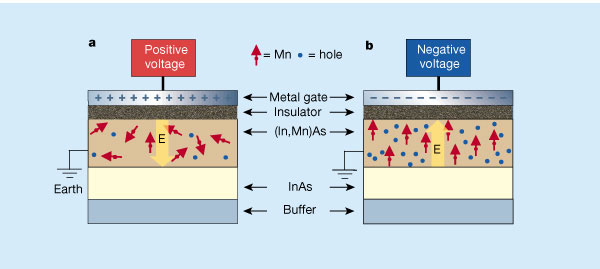 a
Positive
voltage
= Mn = hole
b
Negative
voltage
+ + + + + + + + + + + + +
Metal gate
– – – – – – – – – – – –
Insulator
(In,Mn)As
E
E
Earth
InAs
Buffer